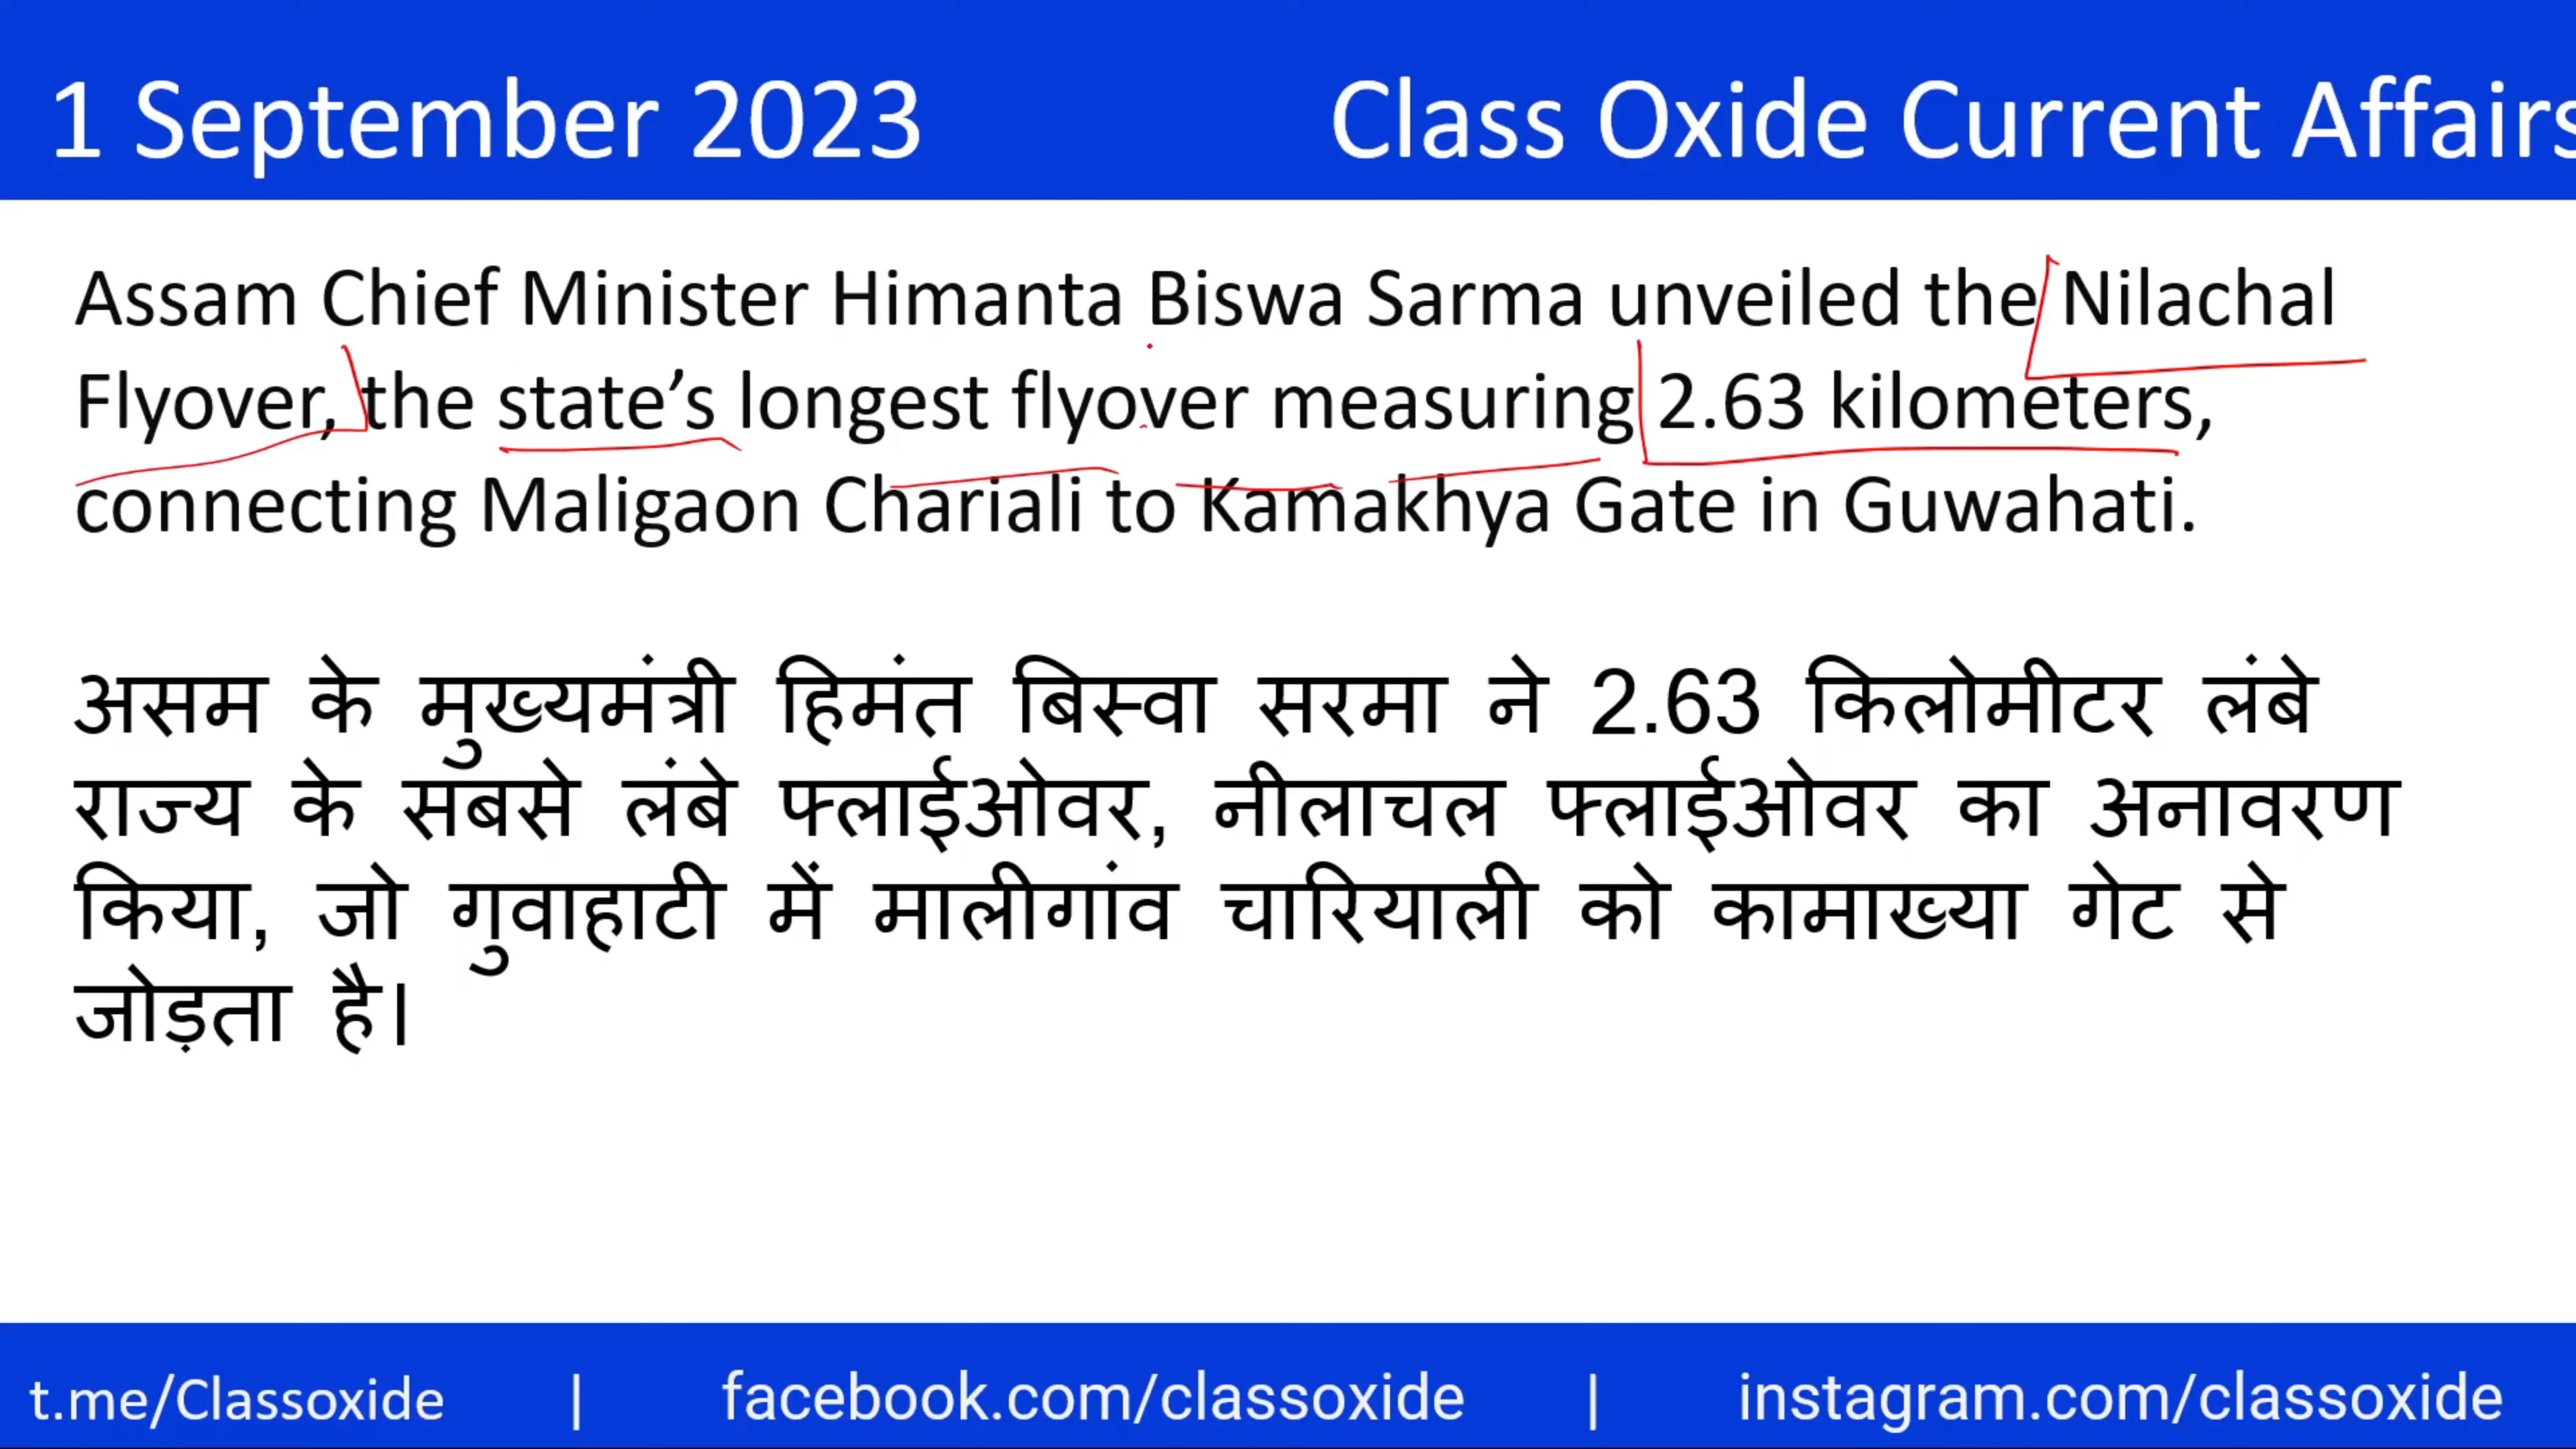 1 September 2023
Class Oxide Current Affairs
Assam Chief Minister Himanta Biswa Sarma unveiled the Nilachal
Flyover, the state’s longest flyover measuring 2.63 kilometers,
connecting Maligaon Chariali to Kamakhya Gate in Guwahati.
असम के मुख्यमंत्री हिमंत बिस्वा सरमा ने 2.63 किलोमीटर लंबे
राज्य के सबसे लंबे फ्लाईओवर, नीलाचल फ्लाईओवर का अनावरण
किया, जो गुवाहाटी में मालीगांव चारियाली को कामाख्या गेट से
जोड़ता है।
t.me/Classoxide | facebook.com/classoxide | instagram.com/classoxide